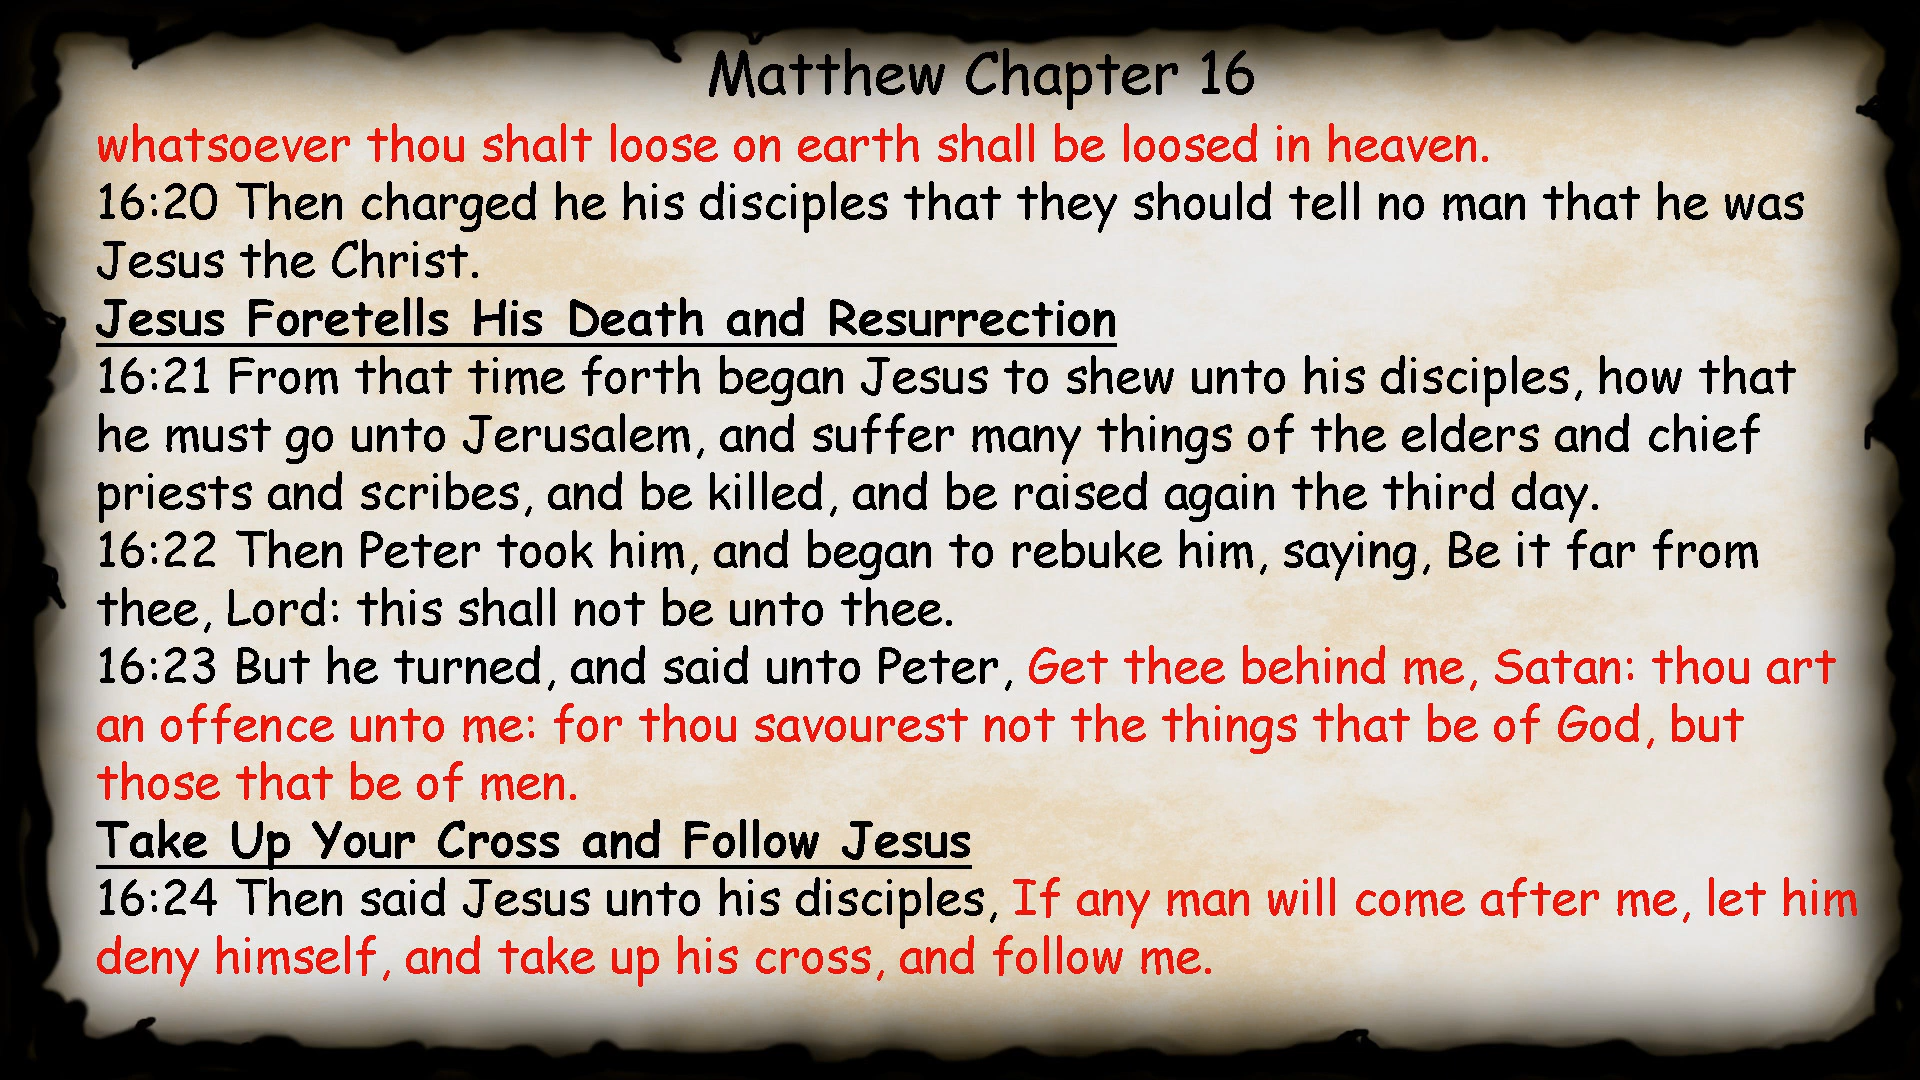 Matthew Chapter 16
whatsoever thou shalt loose on earth shall be loosed in heaven.
16:20 Then charged he his disciples that they should tell no man that he was
Jesus the Christ.
Jesus Foretells His Death and Resurrection
16:21 From that time forth began Jesus to shew unto his disciples, how that
he must go unto Jerusalem, and suffer many things of the elders and chief
priests and scribes, and be killed, and be raised again the third day.
16:22 Then Peter took him, and began to rebuke him, saying, Be it far from
thee, Lord: this shall not be unto thee.
16:23 But he turned, and said unto Peter, Get thee behind me, Satan: thou art
an offence unto me: for thou savourest not the things that be of God, but
those that be of men.
Take Up Your Cross and Follow Jesus
16:24 Then said Jesus unto his disciples, If any man will come after me, let him
deny himself, and take up his cross, and follow me.